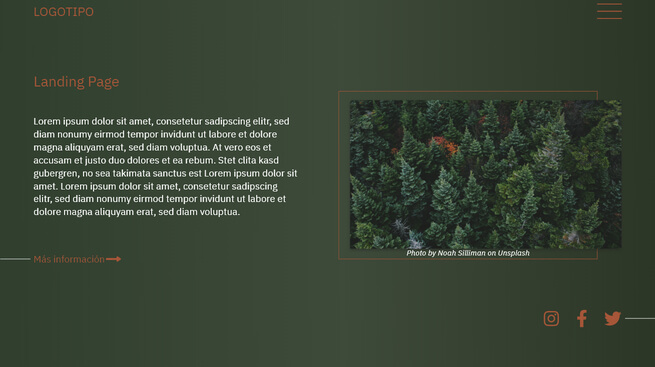 LOGOTIPO
Landing Page
Lorem ipsum dolor sit amet, consetetur sadipscing elitr, sed
diam nonumy eirmod tempor invidunt ut labore et dolore
magna aliquyam erat, sed diam voluptua. At vero eos et
accusam et justo duo dolores et ea rebum. Stet clita kasd
gubergren, no sea takimata sanctus est Lorem ipsum dolor sit
amet. Lorem ipsum dolor sit amet, consetetur sadipscing
elitr, sed diam nonumy eirmod tempor invidunt ut labore et
dolore magna aliquyam erat, sed diam voluptua.
Photo by Noah Silliman on Unsplash
Más información